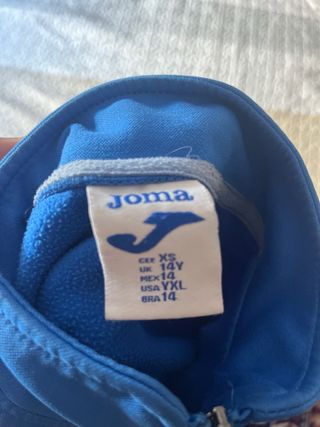 Joma
CEE XS
UK 14Y
MEX 14
USA YXL
BRA 14